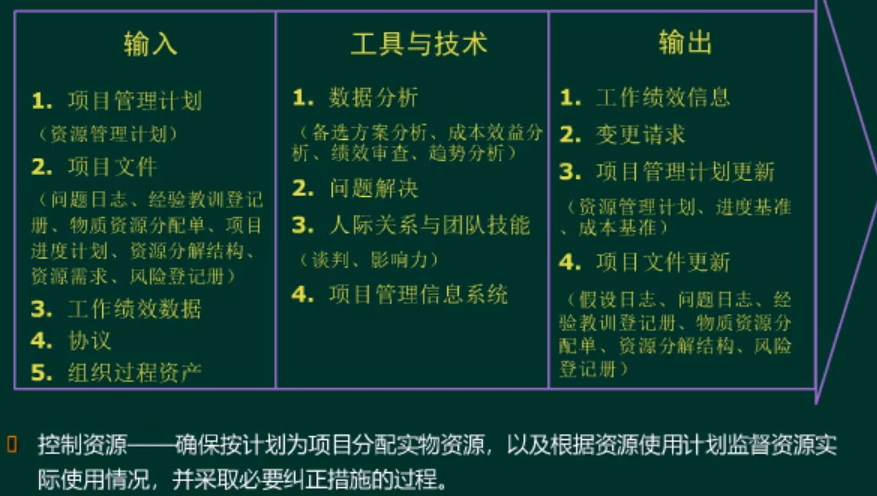 输入
1. 项目管理计划
（资源管理计划）
2. 项目文件
（问题日志、经验教训登记
册、物质资源分配单、项目
进度计划、资源分解结构、
资源需求、风险登记册）
3. 工作绩效数据
4. 协议
5. 组织过程资产
工具与技术
1. 数据分析
（备选方案分析、成本效益分
析、绩效审查、趋势分析）
2. 问题解决
3. 人际关系与团队技能
（谈判、影响力）
4. 项目管理信息系统
输出
1. 工作绩效信息
2. 变更请求
3. 项目管理计划更新
（资源管理计划、进度基准
、成本基准）
4. 项目文件更新
（假设日志、问题日志、经
验教训登记册、物质资源分
配单、资源分解结构、风险
登记册）
控制资源——确保按计划为项目分配实物资源，以及根据资源使用计划监督资源实
际使用情况，并采取必要纠正措施的过程。